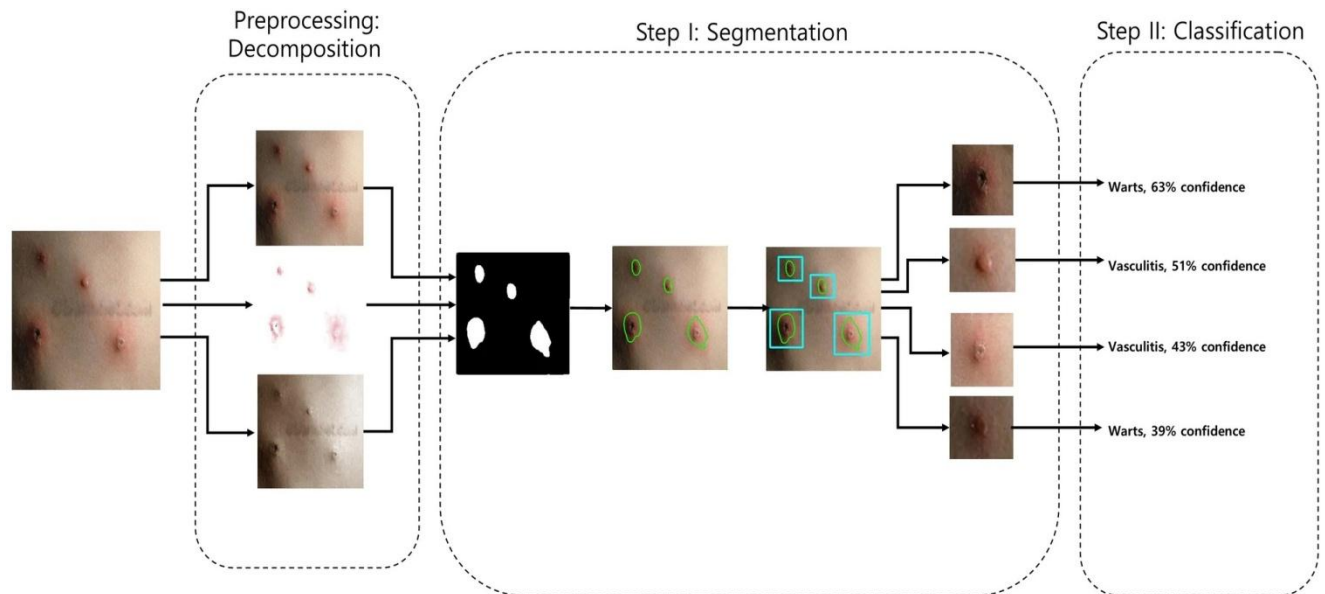 Preprocessing:
Decomposition
Step I: Segmentation
Step II: Classification
Warts, 63% confidence
Vasculitis, 51% confidence
Vasculitis, 43% confidence
Warts, 39% confidence